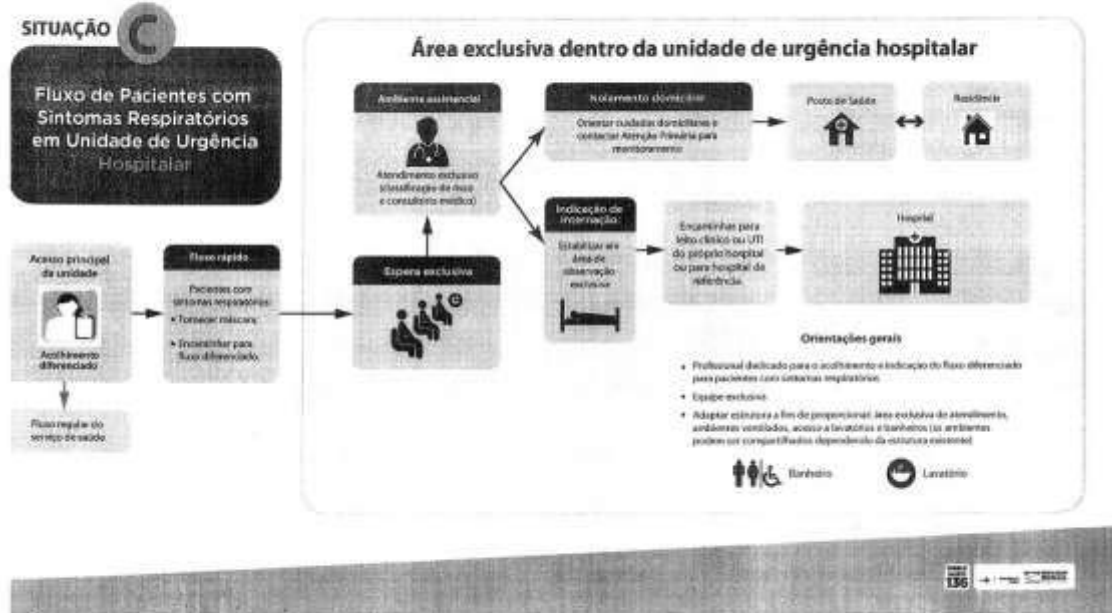 SITUAÇÃO C
Fluxo de Pacientes com
Sintomas Respiratórios
em Unidade de Urgência
Hospitalar
Área exclusiva dentro da unidade de urgência hospitalar
Acesso principal
da unidade
Acolhimento
diferenciado
Fluxo regular do
serviço de saúde
Fluxo rápido
Pacientes com
sintomas respiratórios:
• Fornecer máscara;
• Encaminhar para
fluxo diferenciado.
Espera exclusiva
Ambiente assistencial
Atendimento exclusivo
(classificação de risco
e consultório médico)
Isolamento domiciliar
Orientar cuidados domiciliares e
contactar Atenção Primária para
monitoramento
Posto de Saúde
Residência
Indicação de
internação
Estabilizar em
área de
observação
exclusiva
Encaminhar para
leito clínico ou UTI
do próprio hospital
ou para hospital de
referência.
Hospital
Orientações gerais
• Profissional dedicado para o acolhimento e indicação do fluxo diferenciado
para pacientes com sintomas respiratórios
• Equipe exclusiva
• Adaptar estrutura a fim de proporcionar: área exclusiva de atendimento,
ambientes ventilados, acesso a lavatórios e banheiros (os ambientes
podem ser compartilhados dependendo da estrutura existente)
Banheiro
Lavatório
136